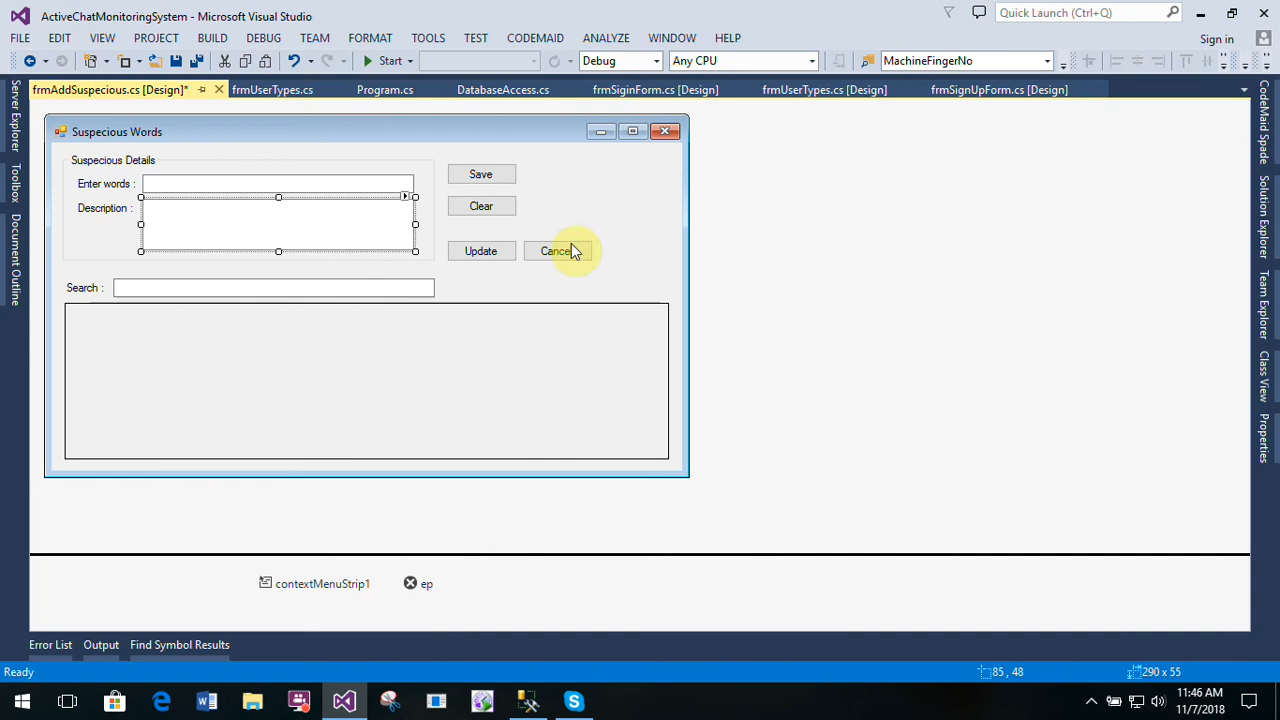 ActiveChatMonitoringSystem - Microsoft Visual Studio
Quick Launch (Ctrl+Q)
FILE EDIT VIEW PROJECT BUILD DEBUG TEAM FORMAT TOOLS TEST CODEMAID ANALYZE WINDOW HELP
Sign in
Start Debug Any CPU MachineFingerNo
frmAddSuspecious.cs [Design]* frmUserTypes.cs Program.cs DatabaseAccess.cs frmSiginForm.cs [Design] frmUserTypes.cs [Design] frmSignUpForm.cs [Design]
Server Explorer
Toolbox
Document Outline
Suspecious Words
Suspecious Details
Enter words :
Description :
Save
Clear
Update
Cancel
Search :
contextMenuStrip1
ep
CodeMaid Spade
Solution Explorer
Team Explorer
Class View
Properties
Error List Output Find Symbol Results
Ready
85 , 48
290 x 55
11:46 AM
11/7/2018